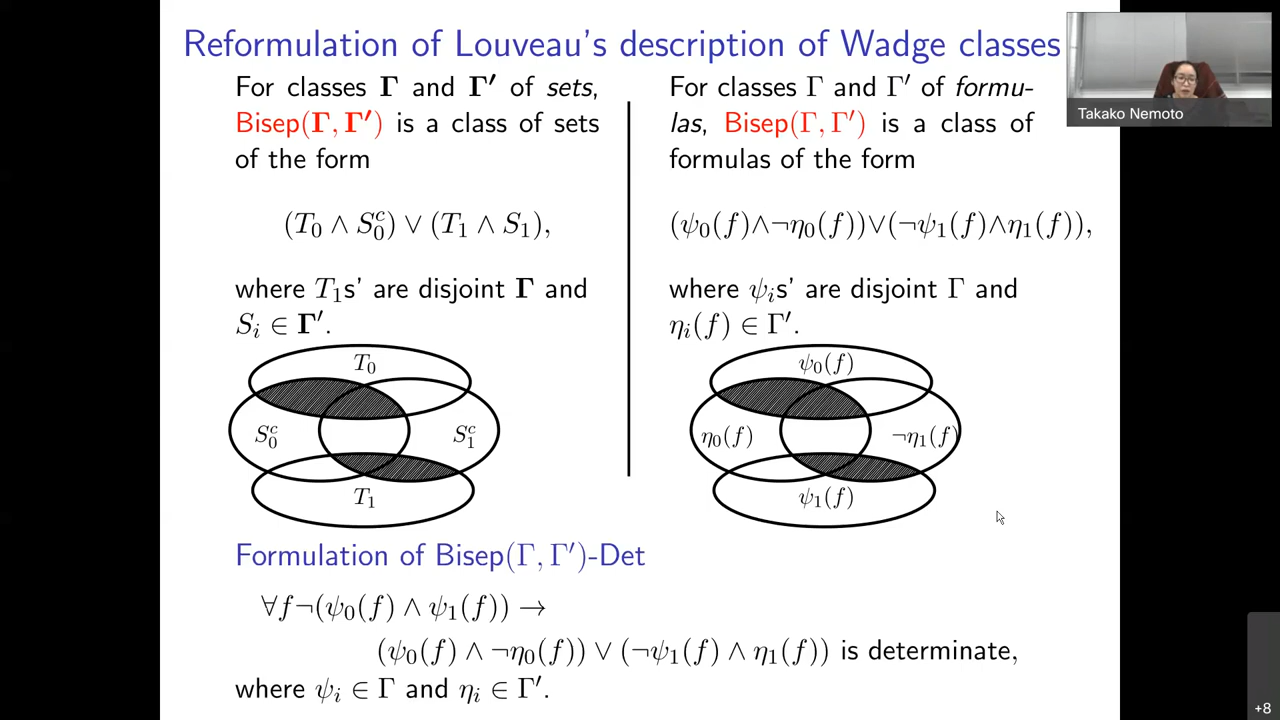 Reformulation of Louveau's description of Wadge classes
For classes Γ and Γ′ of sets,
Bisep(Γ, Γ′) is a class of sets
of the form
(T₀ ∧ S₀ᶜ) ∨ (T₁ ∧ S₁),
where T₁s' are disjoint Γ and
Sᵢ ∈ Γ′.
T₀
S₀ᶜ
S₁ᶜ
T₁
For classes Γ and Γ′ of formu-
las, Bisep(Γ, Γ′) is a class of
formulas of the form
(ψ₀(f)∧¬η₀(f))∨(¬ψ₁(f)∧η₁(f)),
where ψᵢs' are disjoint Γ and
ηᵢ(f) ∈ Γ′.
ψ₀(f)
η₀(f)
¬η₁(f)
ψ₁(f)
Formulation of Bisep(Γ, Γ′)-Det
∀f¬(ψ₀(f) ∧ ψ₁(f)) →
(ψ₀(f) ∧ ¬η₀(f)) ∨ (¬ψ₁(f) ∧ η₁(f)) is determinate,
where ψᵢ ∈ Γ and ηᵢ ∈ Γ′.
Takako Nemoto
+8